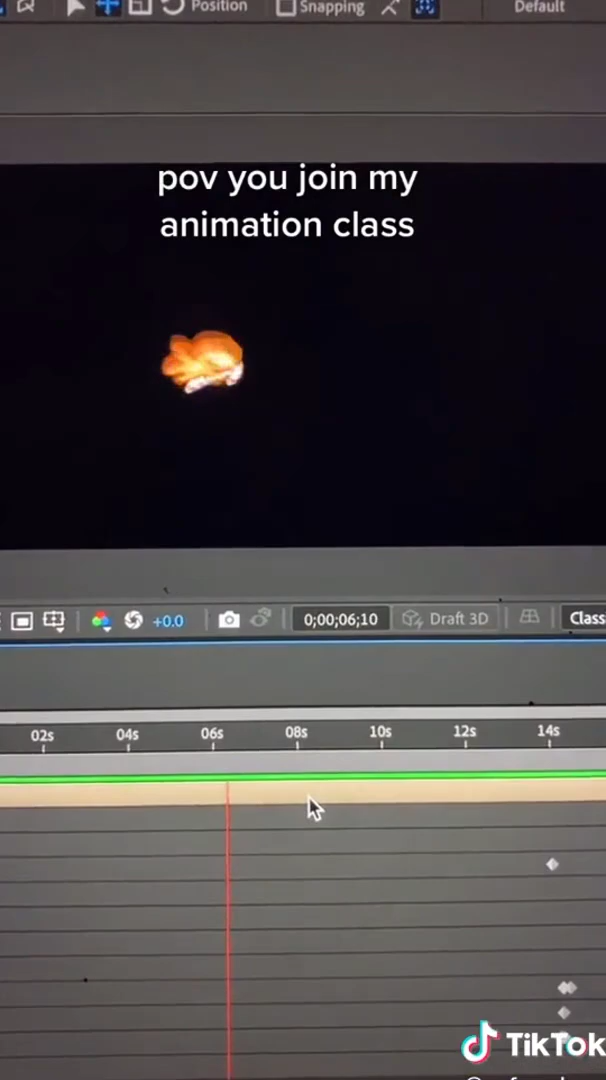 Position
Snapping
Default
pov you join my
animation class
+0.0
0;00;06;10
Draft 3D
Class
02s
04s
06s
08s
10s
12s
14s
TikTok